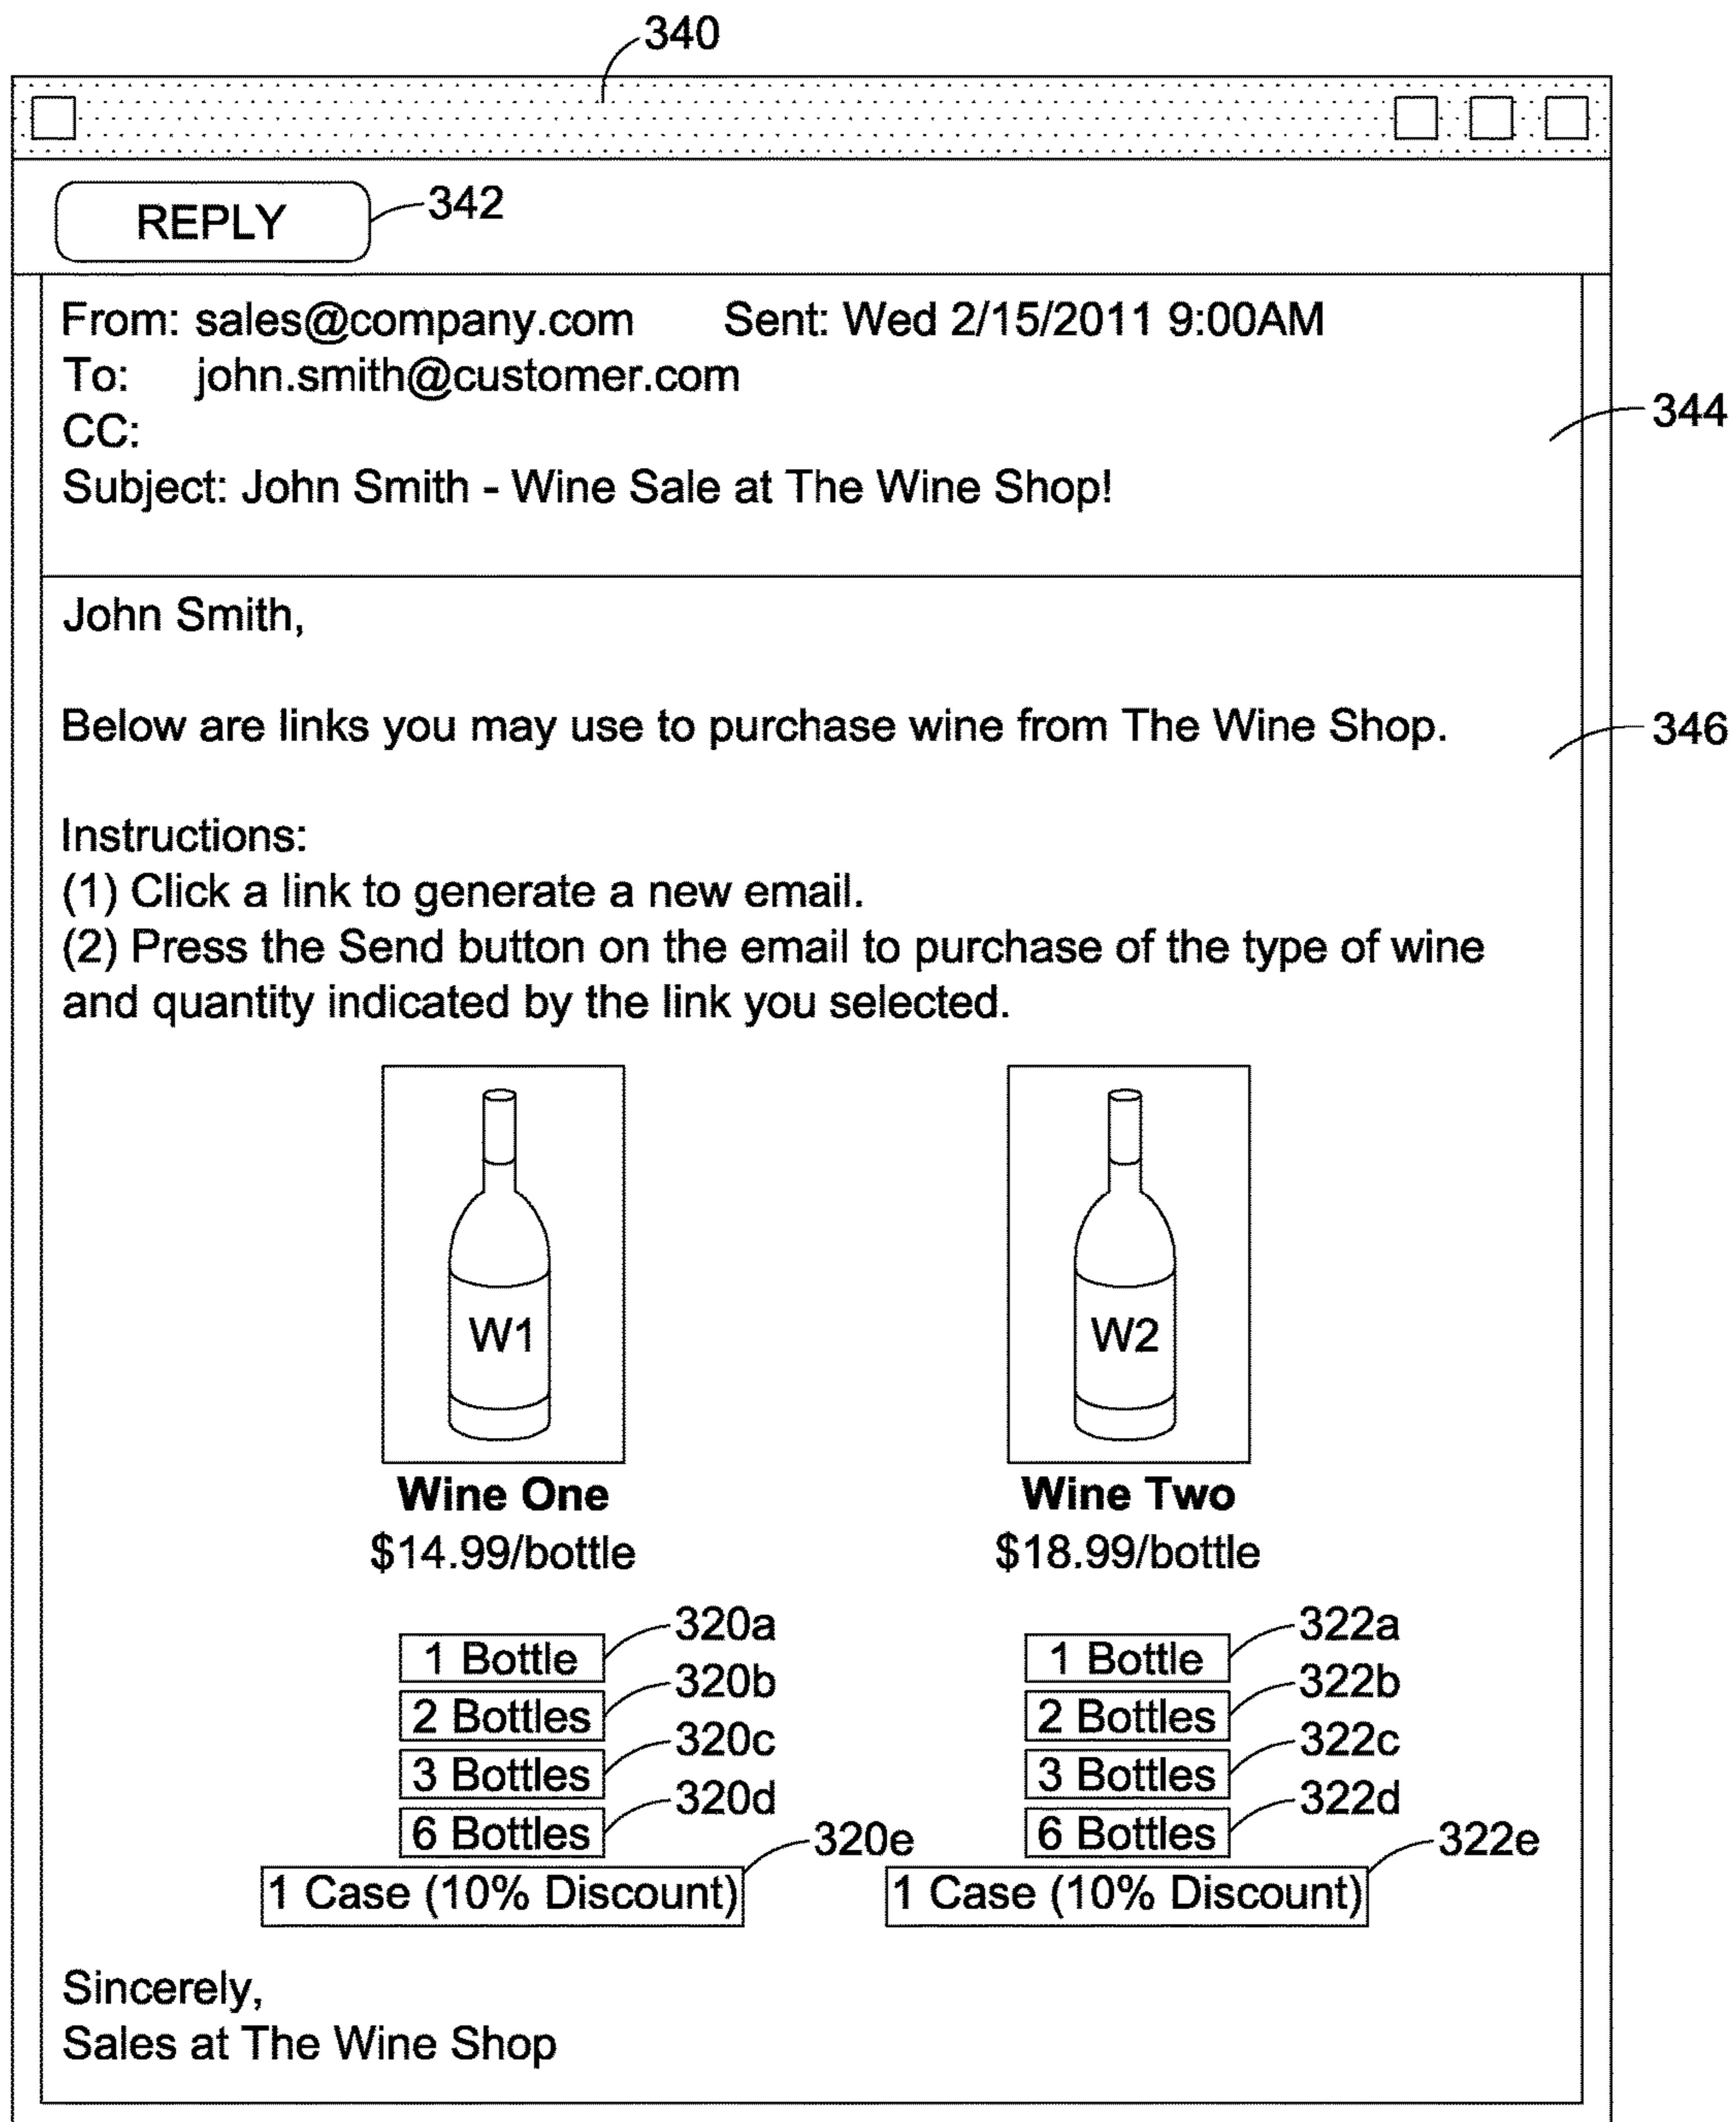 340
REPLY 342
From: sales@company.com Sent: Wed 2/15/2011 9:00AM
To: john.smith@customer.com
CC:
344
Subject: John Smith - Wine Sale at The Wine Shop!
John Smith,
Below are links you may use to purchase wine from The Wine Shop.
346
Instructions:
(1) Click a link to generate a new email.
(2) Press the Send button on the email to purchase of the type of wine
and quantity indicated by the link you selected.
W1 W2
Wine One Wine Two
$14.99/bottle $18.99/bottle
320a 322a
1 Bottle 1 Bottle
320b 322b
2 Bottles 2 Bottles
320c 322c
3 Bottles 3 Bottles
320d 322d
6 Bottles 6 Bottles
320e 322e
1 Case (10% Discount) 1 Case (10% Discount)
Sincerely,
Sales at The Wine Shop